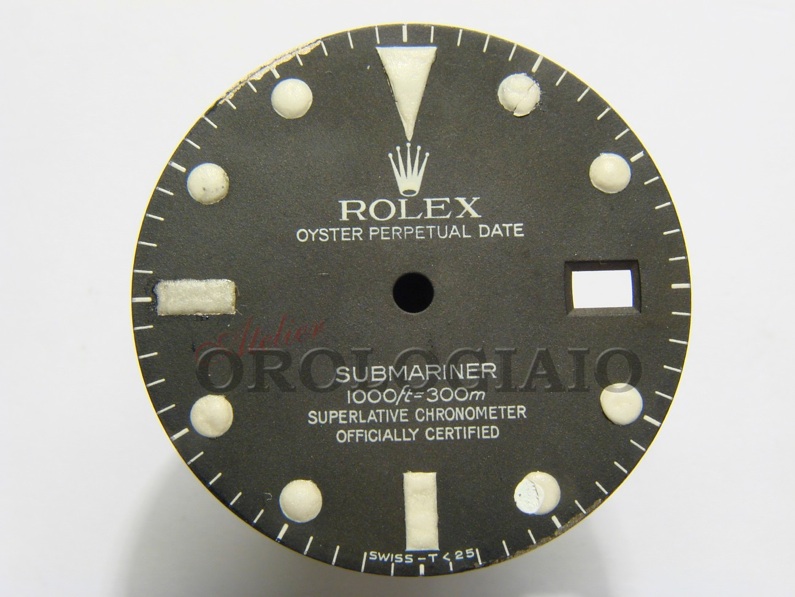 ROLEX
OYSTER PERPETUAL DATE
Atelier
OROLOGIAIO
SUBMARINER
1000ft=300m
SUPERLATIVE CHRONOMETER
OFFICIALLY CERTIFIED
SWISS-T<25